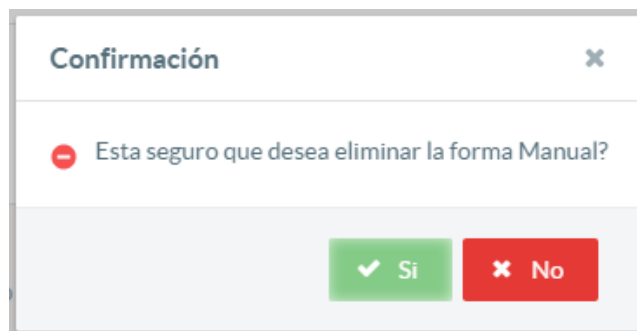 Confirmación
Esta seguro que desea eliminar la forma Manual?
Si
No